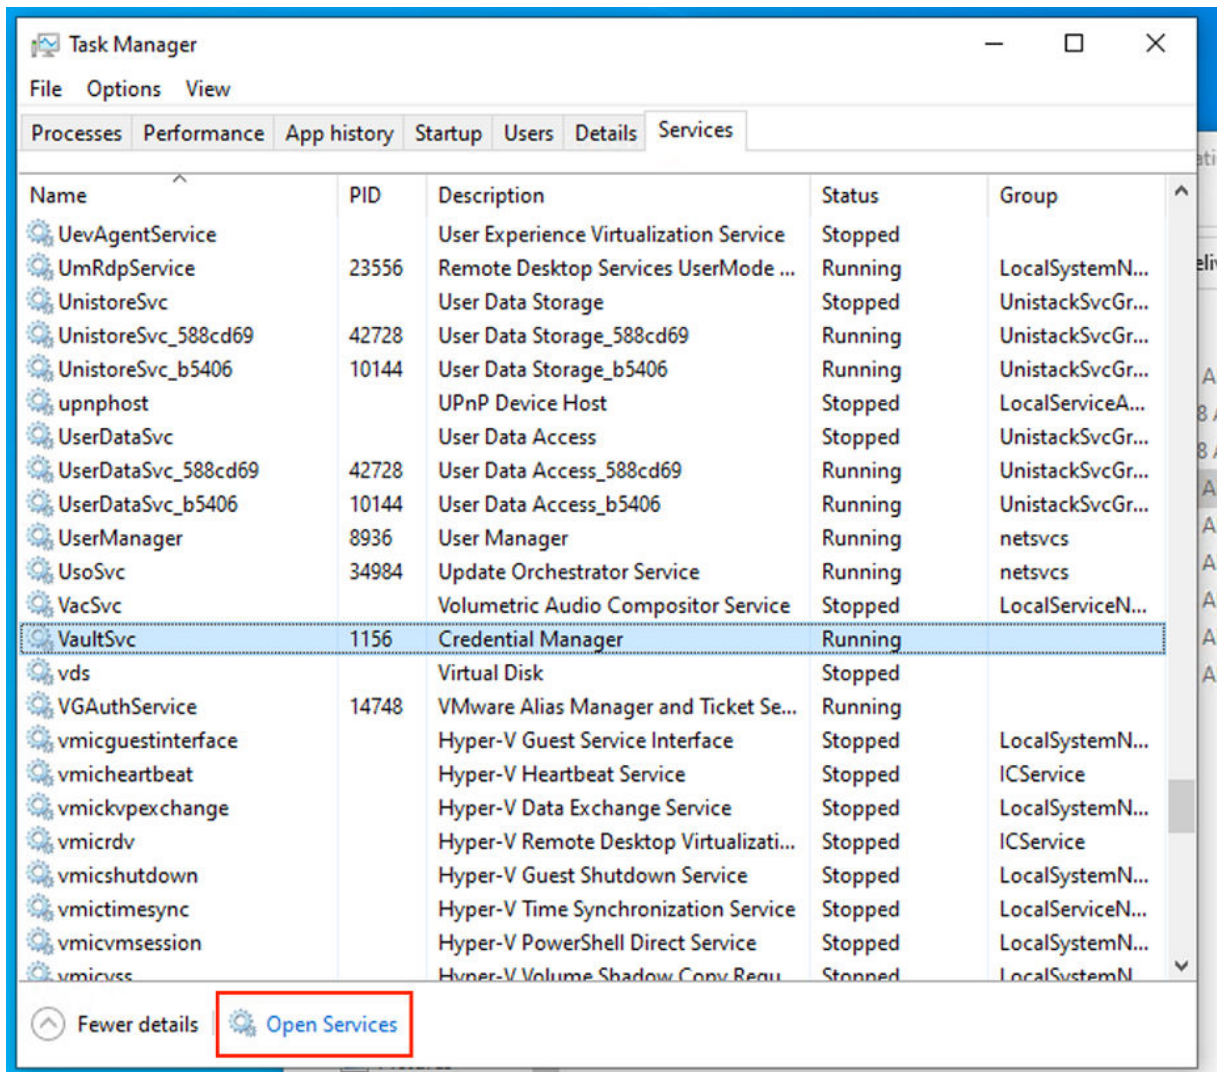 Task Manager
File Options View
Processes Performance App history Startup Users Details Services
Name PID Description Status Group
UevAgentService User Experience Virtualization Service Stopped
UmRdpService 23556 Remote Desktop Services UserMode ... Running LocalSystemN...
UnistoreSvc User Data Storage Stopped UnistackSvcGr...
UnistoreSvc_588cd69 42728 User Data Storage_588cd69 Running UnistackSvcGr...
UnistoreSvc_b5406 10144 User Data Storage_b5406 Running UnistackSvcGr...
upnphost UPnP Device Host Stopped LocalServiceA...
UserDataSvc User Data Access Stopped UnistackSvcGr...
UserDataSvc_588cd69 42728 User Data Access_588cd69 Running UnistackSvcGr...
UserDataSvc_b5406 10144 User Data Access_b5406 Running UnistackSvcGr...
UserManager 8936 User Manager Running netsvcs
UsoSvc 34984 Update Orchestrator Service Running netsvcs
VacSvc Volumetric Audio Compositor Service Stopped LocalServiceN...
VaultSvc 1156 Credential Manager Running
vds Virtual Disk Stopped
VGAuthService 14748 VMware Alias Manager and Ticket Se... Running
vmicguestinterface Hyper-V Guest Service Interface Stopped LocalSystemN...
vmicheartbeat Hyper-V Heartbeat Service Stopped ICService
vmickvpexchange Hyper-V Data Exchange Service Stopped LocalSystemN...
vmicrdv Hyper-V Remote Desktop Virtualizati... Stopped ICService
vmicshutdown Hyper-V Guest Shutdown Service Stopped LocalSystemN...
vmictimesync Hyper-V Time Synchronization Service Stopped LocalServiceN...
vmicvmsession Hyper-V PowerShell Direct Service Stopped LocalSystemN...
vmicvss Hyper-V Volume Shadow Copy Requ Stopped LocalSystemN
Fewer details Open Services